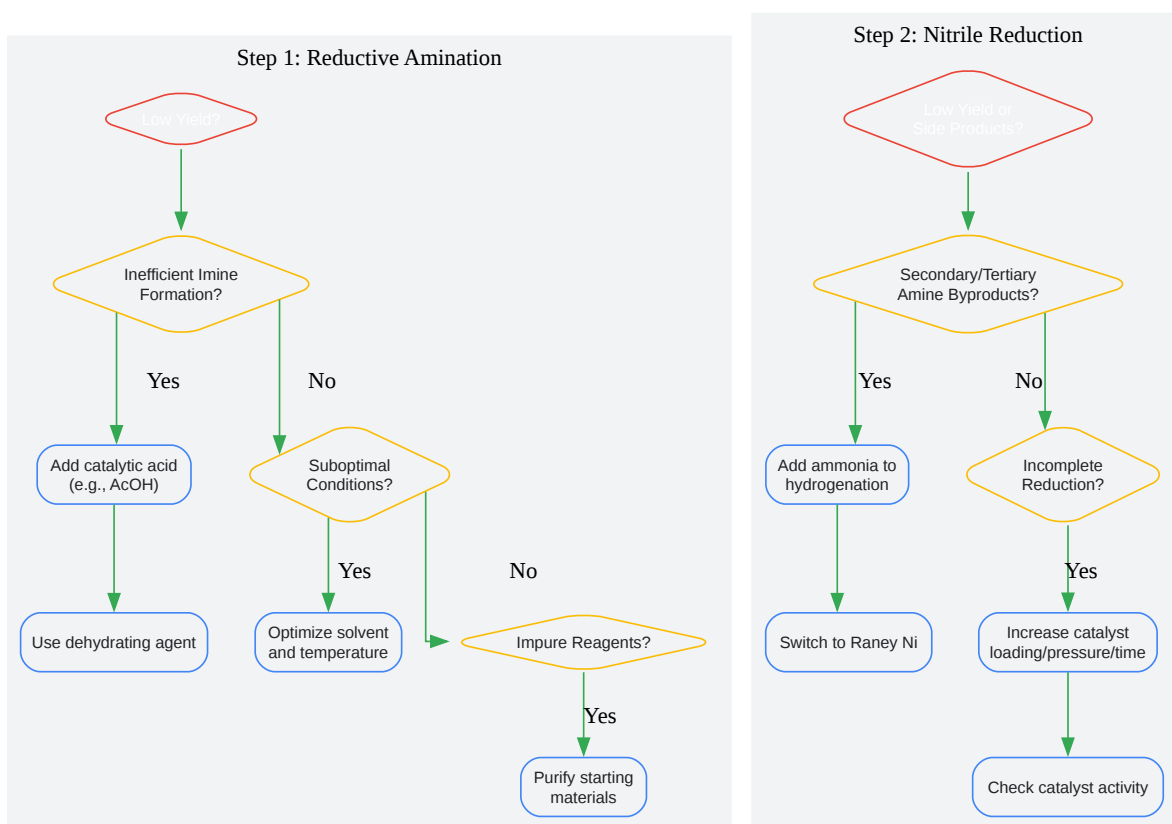 Step 1: Reductive Amination
Low Yield?
Inefficient Imine
Formation?
Yes
No
Add catalytic acid
(e.g., AcOH)
Suboptimal
Conditions?
Yes
No
Use dehydrating agent
Optimize solvent
and temperature
Impure Reagents?
Yes
Purify starting
materials
Step 2: Nitrile Reduction
Low Yield or
Side Products?
Secondary/Tertiary
Amine Byproducts?
Yes
No
Add ammonia to
hydrogenation
Incomplete
Reduction?
Yes
Switch to Raney Ni
Increase catalyst
loading/pressure/time
Check catalyst activity